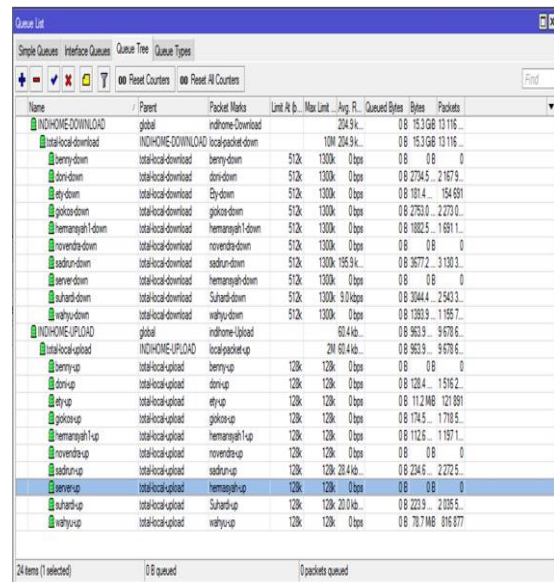 Queue List
Simple Queues Interface Queues Queue Tree Queue Types
00 Reset Counters 00 Reset All Counters Find
Name Parent Packet Marks Limit At (b... Max Limit ... Avg. R... Queued Bytes Bytes Packets
INDIHOME-DOWNLOAD global indihome-Download 204.9 k... 0 B 15.3 GiB 13 116 ...
total-local-download INDIHOME-DOWNLOAD local-packet-down 10M 204.9 k... 0 B 15.3 GiB 13 116 ...
benny-down total-local-download benny-down 512k 1300k 0 bps 0 B 0 B 0
doni-down total-local-download doni-down 512k 1300k 0 bps 0 B 2734.5 ... 2 167 9...
ety-down total-local-download Ety-down 512k 1300k 0 bps 0 B 181.4 ... 154 691
giokos-down total-local-download giokos-down 512k 1300k 0 bps 0 B 2753.0 ... 2 273 0...
hermansyah1-down total-local-download hermansyah1-down 512k 1300k 0 bps 0 B 1882.5 ... 1 691 1...
novendra-down total-local-download novendra-down 512k 1300k 0 bps 0 B 0 B 0
sadirun-down total-local-download sadirun-down 512k 1300k 195.9 k... 0 B 3677.2 ... 3 130 3...
server-down total-local-download hermasyah-down 512k 1300k 0 bps 0 B 0 B 0
suhardi-down total-local-download Suhardi-down 512k 1300k 9.0 kbps 0 B 3044.4 ... 2 543 3...
wahyu-down total-local-download wahyu-down 512k 1300k 0 bps 0 B 1393.9 ... 1 155 7...
INDIHOME-UPLOAD global indihome-Upload 60.4 kb... 0 B 963.9 ... 9 678 6...
total-local-upload INDIHOME-UPLOAD local-packet-up 2M 60.4 kb... 0 B 963.9 ... 9 678 6...
benny-up total-local-upload benny-up 128k 128k 0 bps 0 B 0 B 0
doni-up total-local-upload doni-up 128k 128k 0 bps 0 B 128.4 ... 1 516 2...
ety-up total-local-upload ety-up 128k 128k 0 bps 0 B 11.2 MiB 121 891
giokos-up total-local-upload giokos-up 128k 128k 0 bps 0 B 174.5 ... 1 718 5...
hermansyah1-up total-local-upload hermansyah1-up 128k 128k 0 bps 0 B 112.6 ... 1 197 1...
novendra-up total-local-upload novendra-up 128k 128k 0 bps 0 B 0 B 0
sadirun-up total-local-upload sadirun-up 128k 128k 28.4 kb... 0 B 234.6 ... 2 272 5...
server-up total-local-upload hermasyah-up 128k 128k 0 bps 0 B 0 B 0
suhardi-up total-local-upload Suhardi-up 128k 128k 20.0 kb... 0 B 223.9 ... 2 035 5...
wahyu-up total-local-upload wahyu-up 128k 128k 0 bps 0 B 78.7 MiB 816 877
24 items (1 selected) 0 B queued 0 packets queued